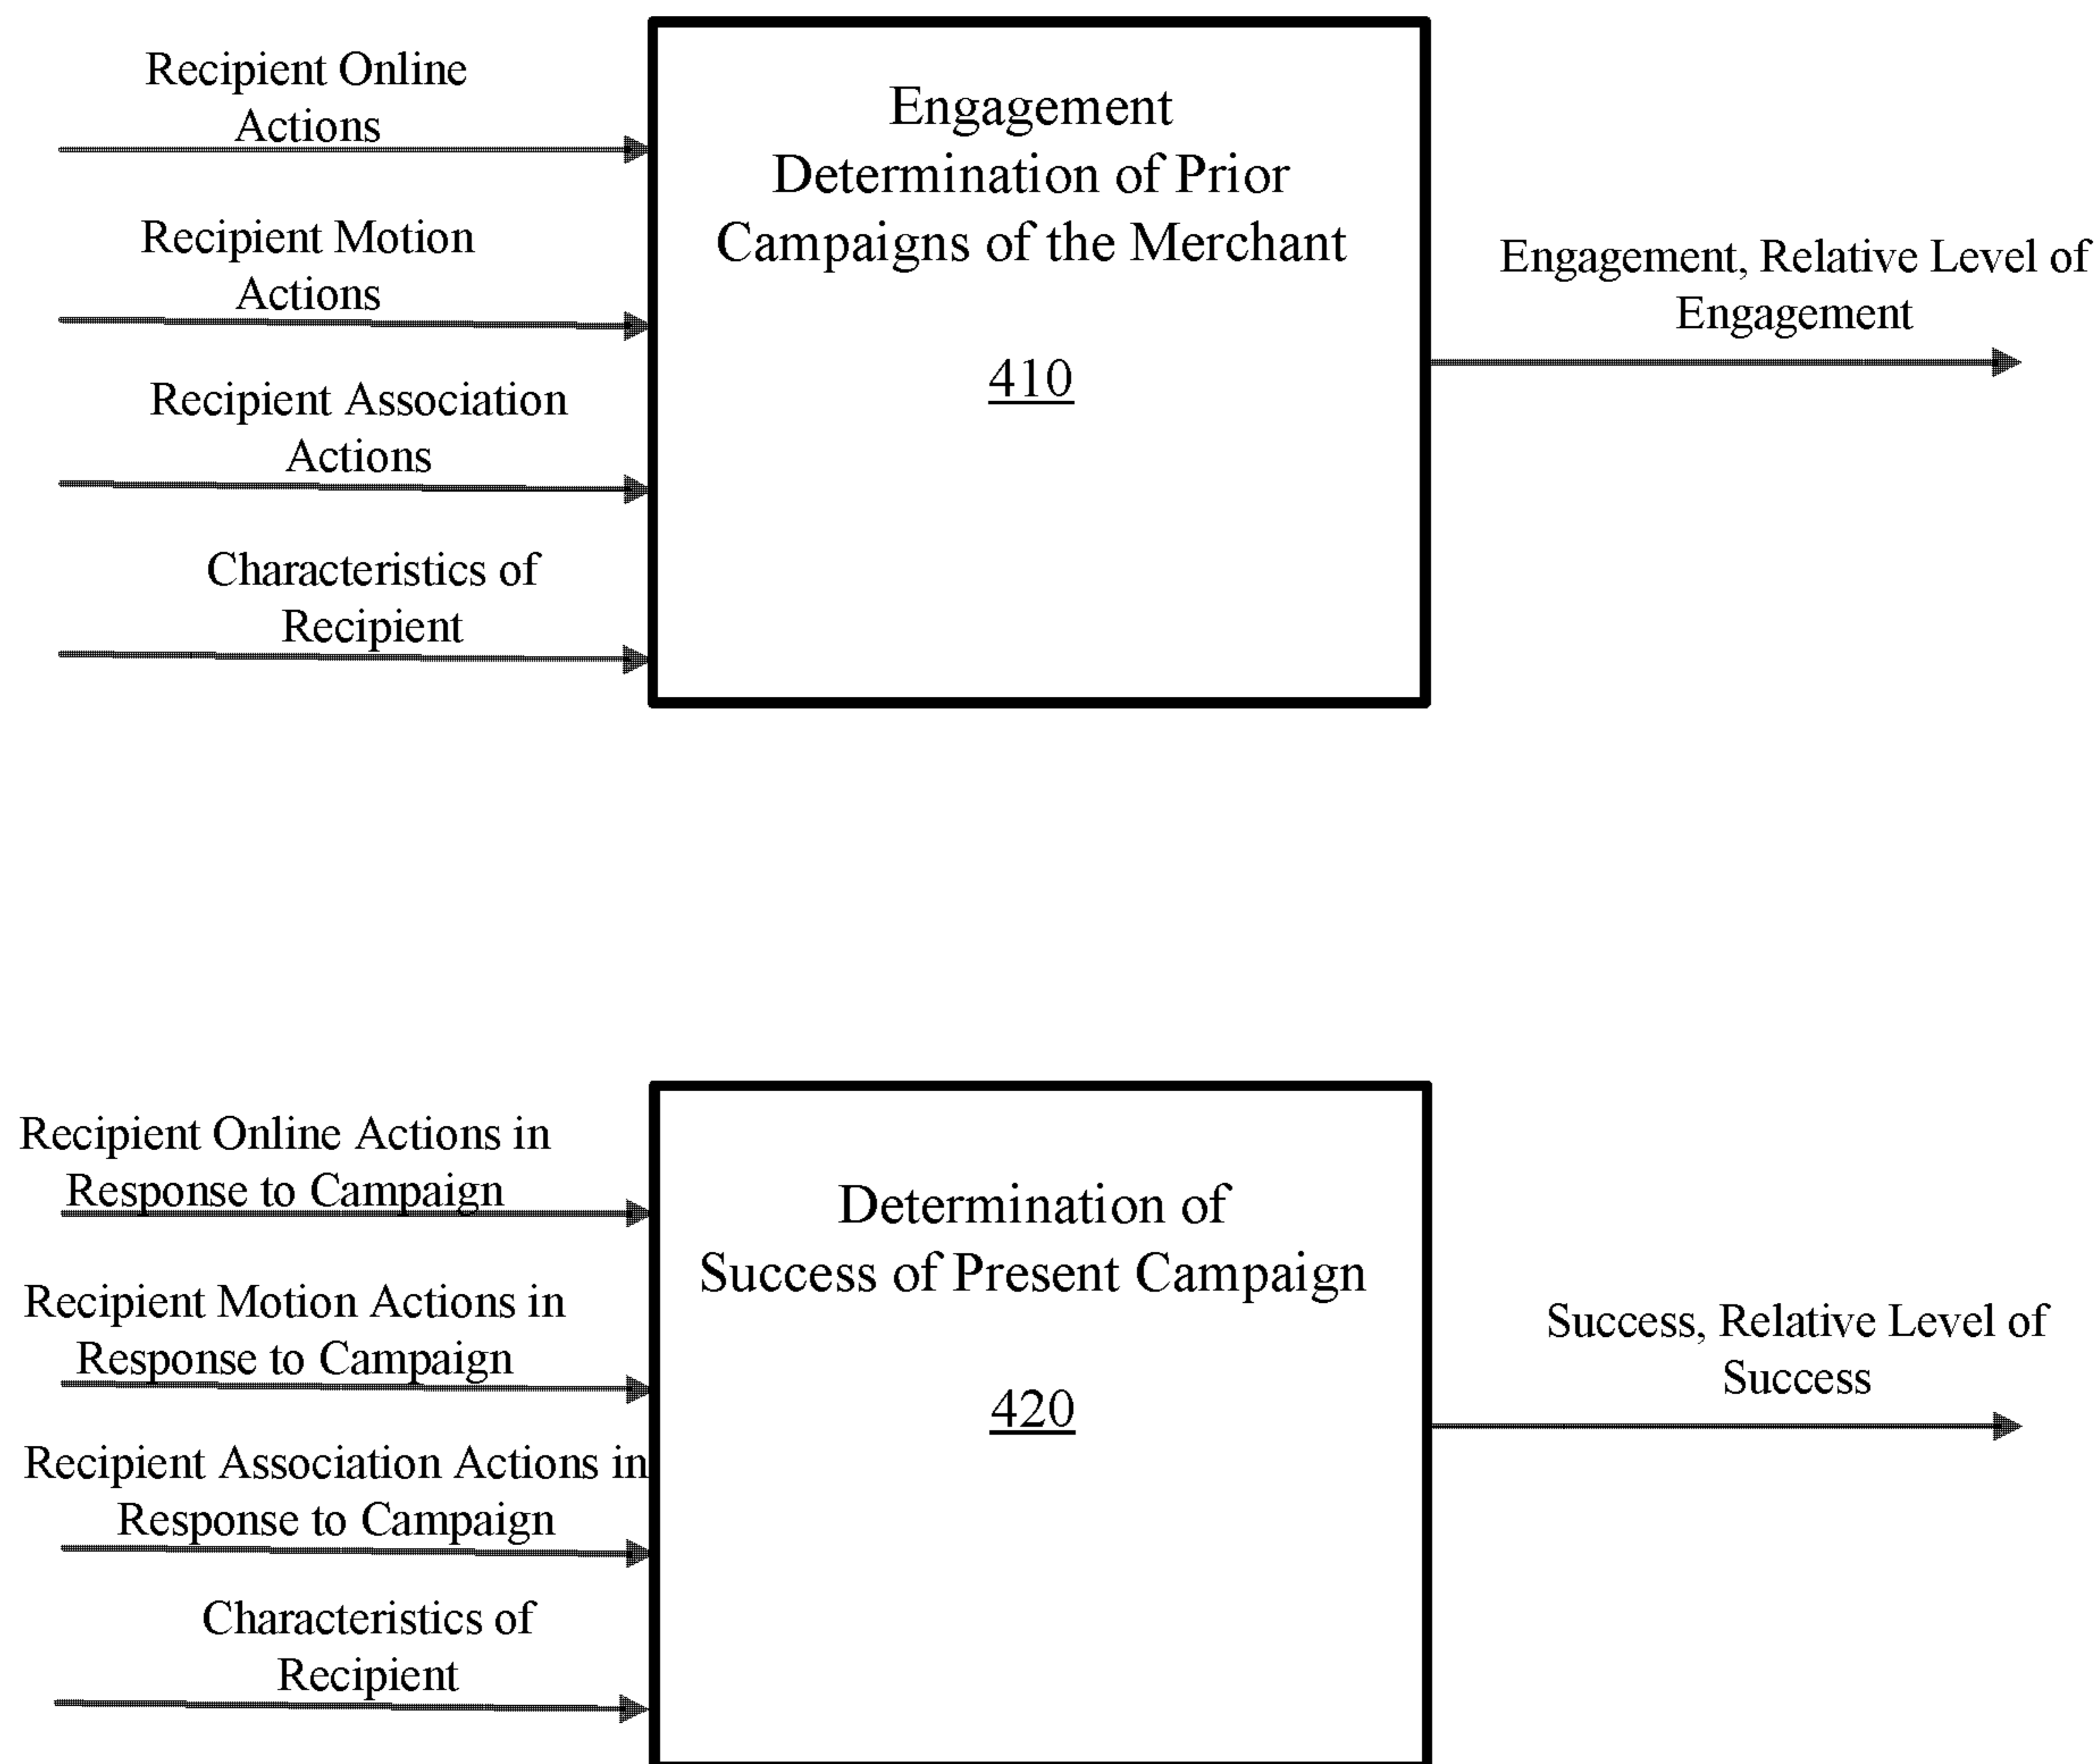 Recipient Online
Actions
Recipient Motion
Actions
Recipient Association
Actions
Characteristics of
Recipient
Engagement
Determination of Prior
Campaigns of the Merchant
410
Engagement, Relative Level of
Engagement
Recipient Online Actions in
Response to Campaign
Recipient Motion Actions in
Response to Campaign
Recipient Association Actions in
Response to Campaign
Characteristics of
Recipient
Determination of
Success of Present Campaign
420
Success, Relative Level of
Success